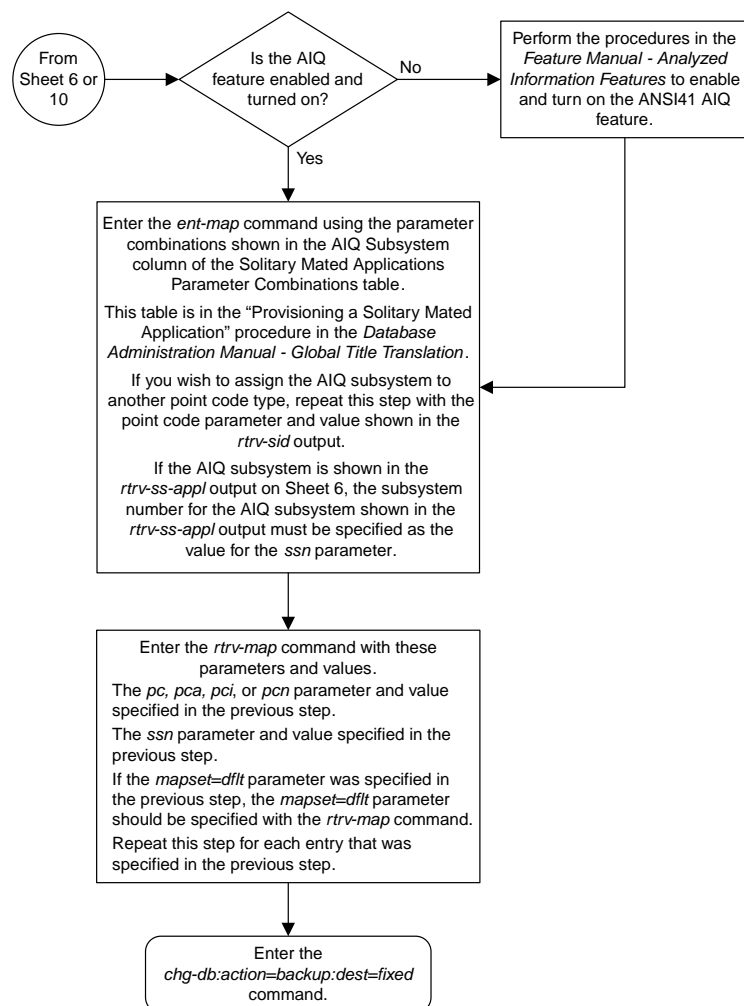 From
Sheet 6 or
10
Is the AIQ
feature enabled and
turned on?
No
Perform the procedures in the
Feature Manual - Analyzed
Information Features to enable
and turn on the ANSI41 AIQ
feature.
Yes
Enter the ent-map command using the parameter
combinations shown in the AIQ Subsystem
column of the Solitary Mated Applications
Parameter Combinations table.
This table is in the “Provisioning a Solitary Mated
Application” procedure in the Database
Administration Manual - Global Title Translation.
If you wish to assign the AIQ subsystem to
another point code type, repeat this step with the
point code parameter and value shown in the
rtrv-sid output.
If the AIQ subsystem is shown in the
rtrv-ss-appl output on Sheet 6, the subsystem
number for the AIQ subsystem shown in the
rtrv-ss-appl output must be specified as the
value for the ssn parameter.
Enter the rtrv-map command with these
parameters and values.
The pc, pca, pci, or pcn parameter and value
specified in the previous step.
The ssn parameter and value specified in the
previous step.
If the mapset=dflt parameter was specified in
the previous step, the mapset=dflt parameter
should be specified with the rtrv-map command.
Repeat this step for each entry that was
specified in the previous step.
Enter the
chg-db:action=backup:dest=fixed
command.